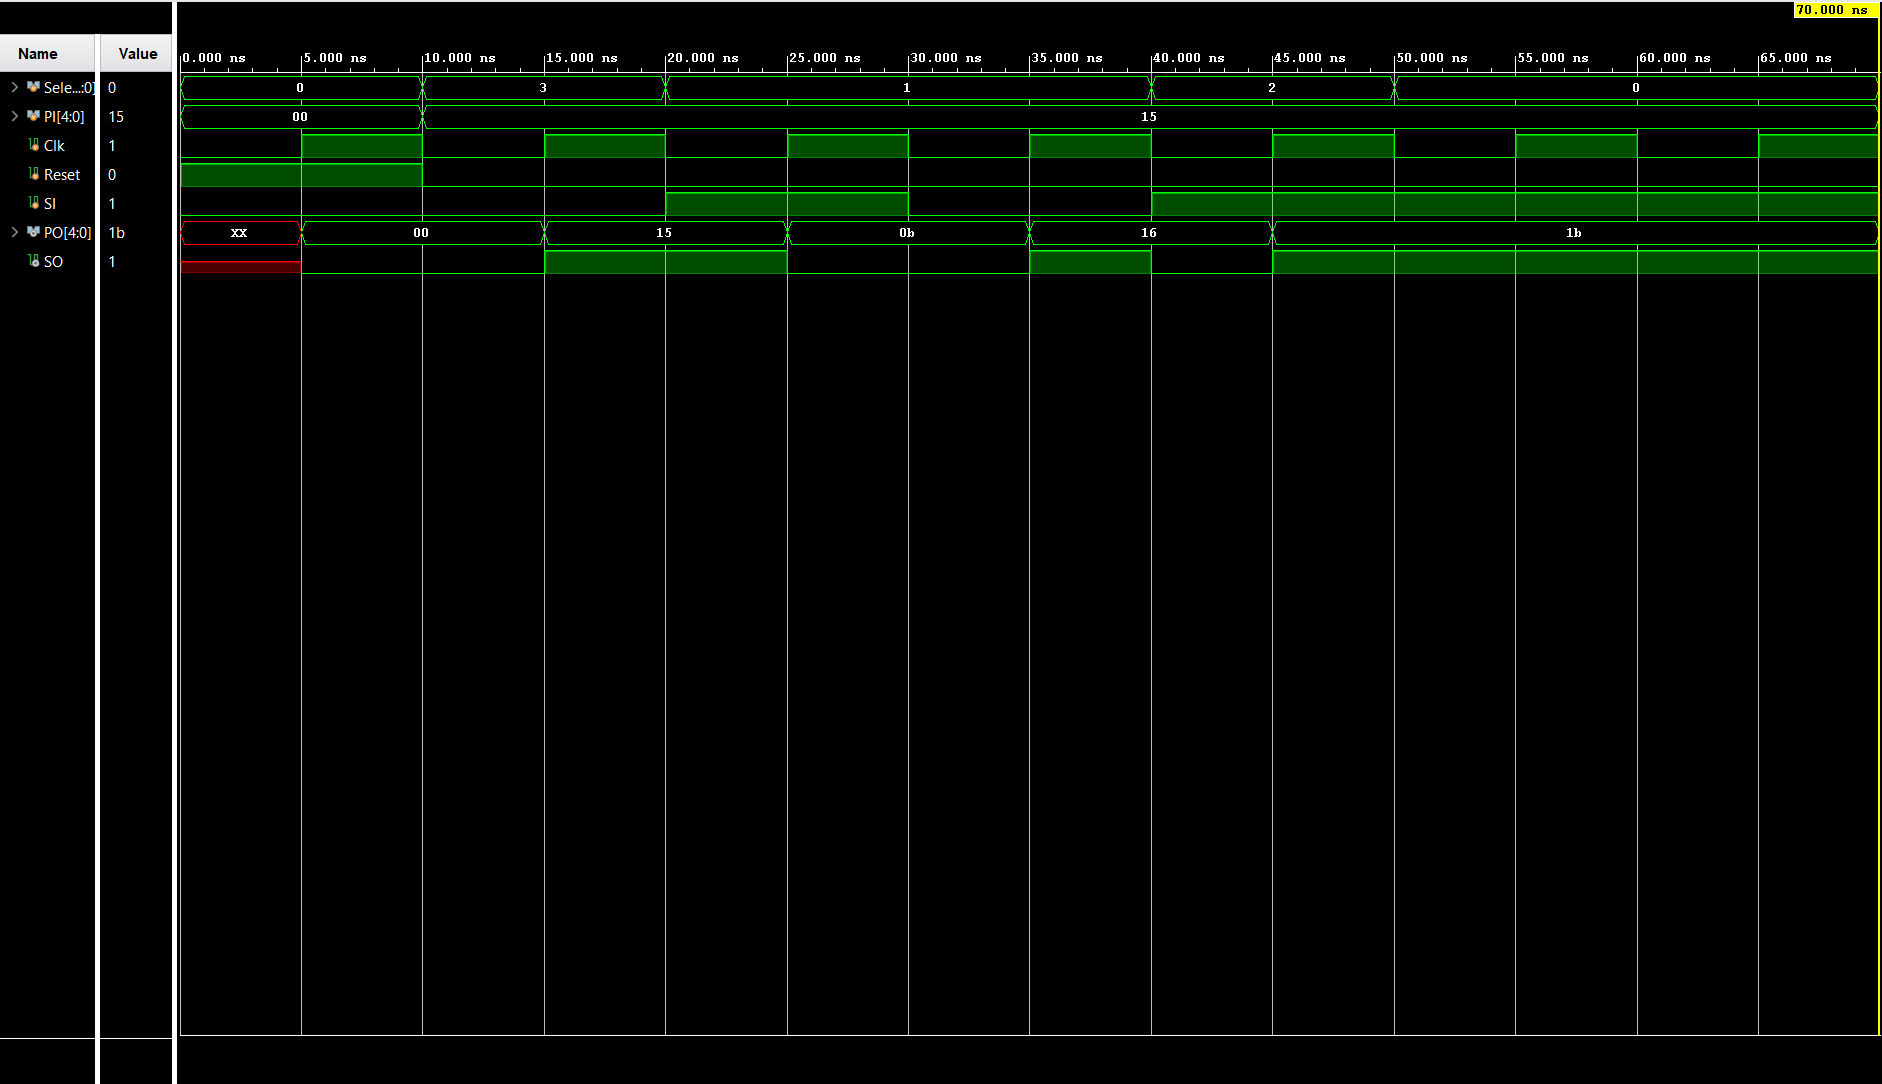 70.000 ns
Name Value
0.000 ns 5.000 ns 10.000 ns 15.000 ns 20.000 ns 25.000 ns 30.000 ns 35.000 ns 40.000 ns 45.000 ns 50.000 ns 55.000 ns 60.000 ns 65.000 ns
Sele...:0] 0 0 3 1 2 0
PI[4:0] 15 00 15
Clk 1
Reset 0
SI 1
PO[4:0] 1b XX 00 15 0b 16 1b
SO 1